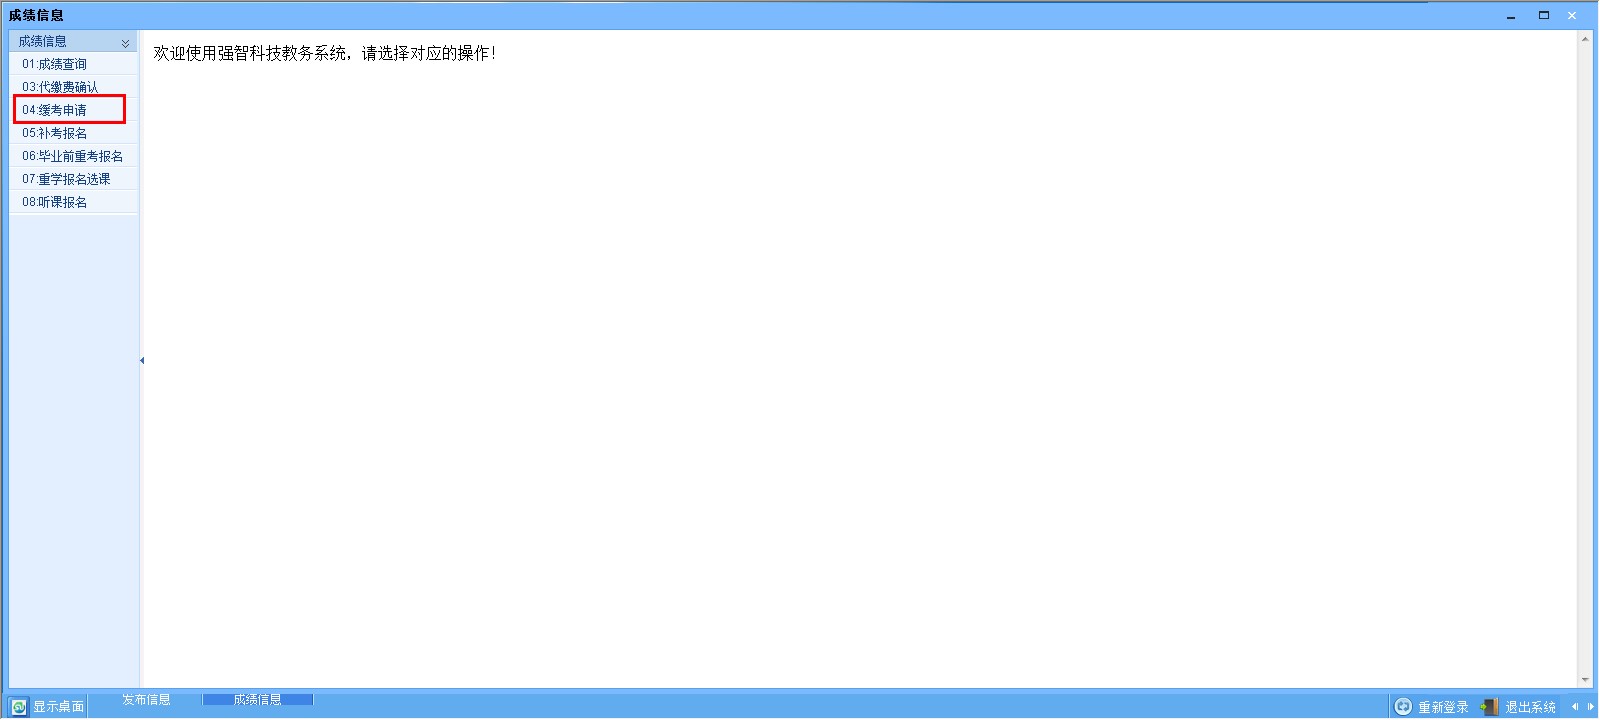 成绩信息
成绩信息
01:成绩查询
03:代缴费确认
04:缓考申请
05:补考报名
06:毕业前重考报名
07:重学报名选课
08:听课报名
欢迎使用强智科技教务系统，请选择对应的操作！
显示桌面
发布信息
成绩信息
重新登录
退出系统